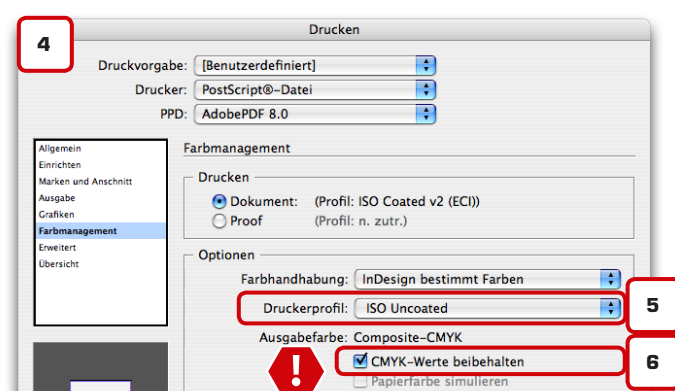 4
Drucken
Druckvorgabe: [Benutzerdefiniert]
Drucker: PostScript®-Datei
PPD: AdobePDF 8.0
Allgemein
Einrichten
Marken und Anschnitt
Ausgabe
Grafiken
Farbmanagement
Erweitert
Übersicht
Farbmanagement
Drucken
Dokument: (Profil: ISO Coated v2 (ECI))
Proof (Profil: n. zutr.)
Optionen
Farbhandhabung: InDesign bestimmt Farben
Druckerprofil: ISO Uncoated
5
Ausgabefarbe: Composite-CMYK
! CMYK-Werte beibehalten
6
Papierfarbe simulieren